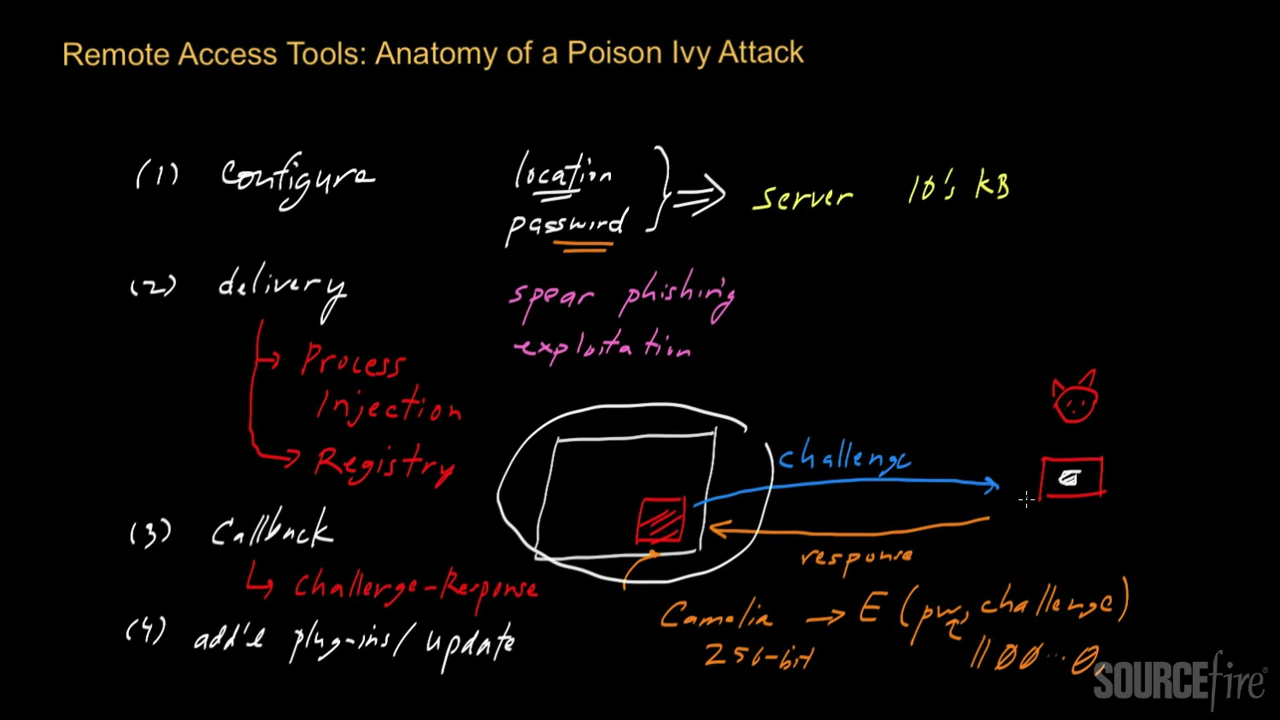 Remote Access Tools: Anatomy of a Poison Ivy Attack
(1) Configure
location
password
server 10's kB
(2) delivery
spear phishing
exploitation
Process
Injection
Registry
challenge
(3) Callback
response
Challenge-Response
Camalia → E (pw, challenge)
256-bit
(4) add'l plug-ins/update
SOURCEfire